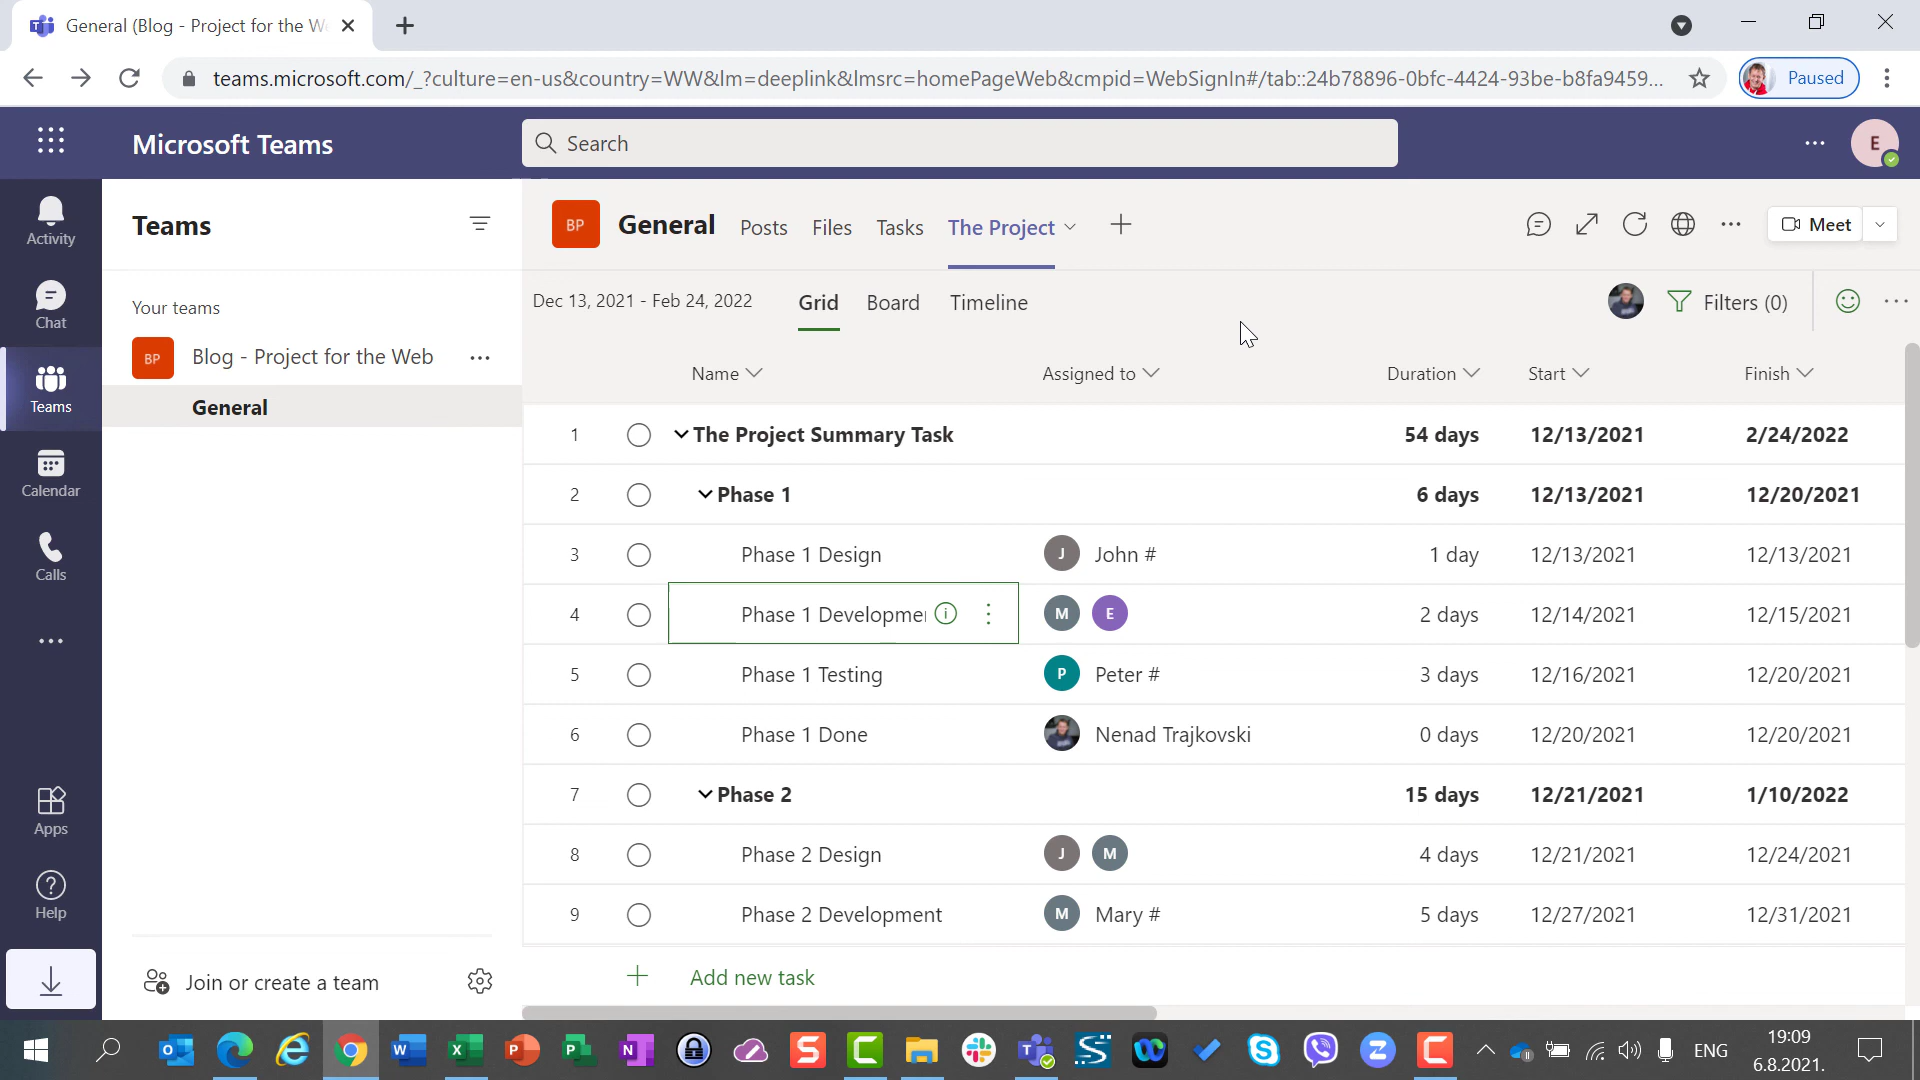 General (Blog - Project for the We
teams.microsoft.com/_?culture=en-us&country=WW&lm=deeplink&lmsrc=homePageWeb&cmpid=WebSignIn#/tab::24b78896-0bfc-4424-93be-b8fa9459...
Paused
Microsoft Teams
Search
E
Activity
Chat
Teams
Calendar
Calls
Apps
Help
Teams
Your teams
BP Blog - Project for the Web
General
Join or create a team
BP General Posts Files Tasks The Project
Meet
Dec 13, 2021 - Feb 24, 2022 Grid Board Timeline
Filters (0)
Name Assigned to Duration Start Finish
1 The Project Summary Task 54 days 12/13/2021 2/24/2022
2 Phase 1 6 days 12/13/2021 12/20/2021
3 Phase 1 Design J John # 1 day 12/13/2021 12/13/2021
4 Phase 1 Developme M E 2 days 12/14/2021 12/15/2021
5 Phase 1 Testing P Peter # 3 days 12/16/2021 12/20/2021
6 Phase 1 Done Nenad Trajkovski 0 days 12/20/2021 12/20/2021
7 Phase 2 15 days 12/21/2021 1/10/2022
8 Phase 2 Design J M 4 days 12/21/2021 12/24/2021
9 Phase 2 Development M Mary # 5 days 12/27/2021 12/31/2021
Add new task
ENG
19:09
6.8.2021.